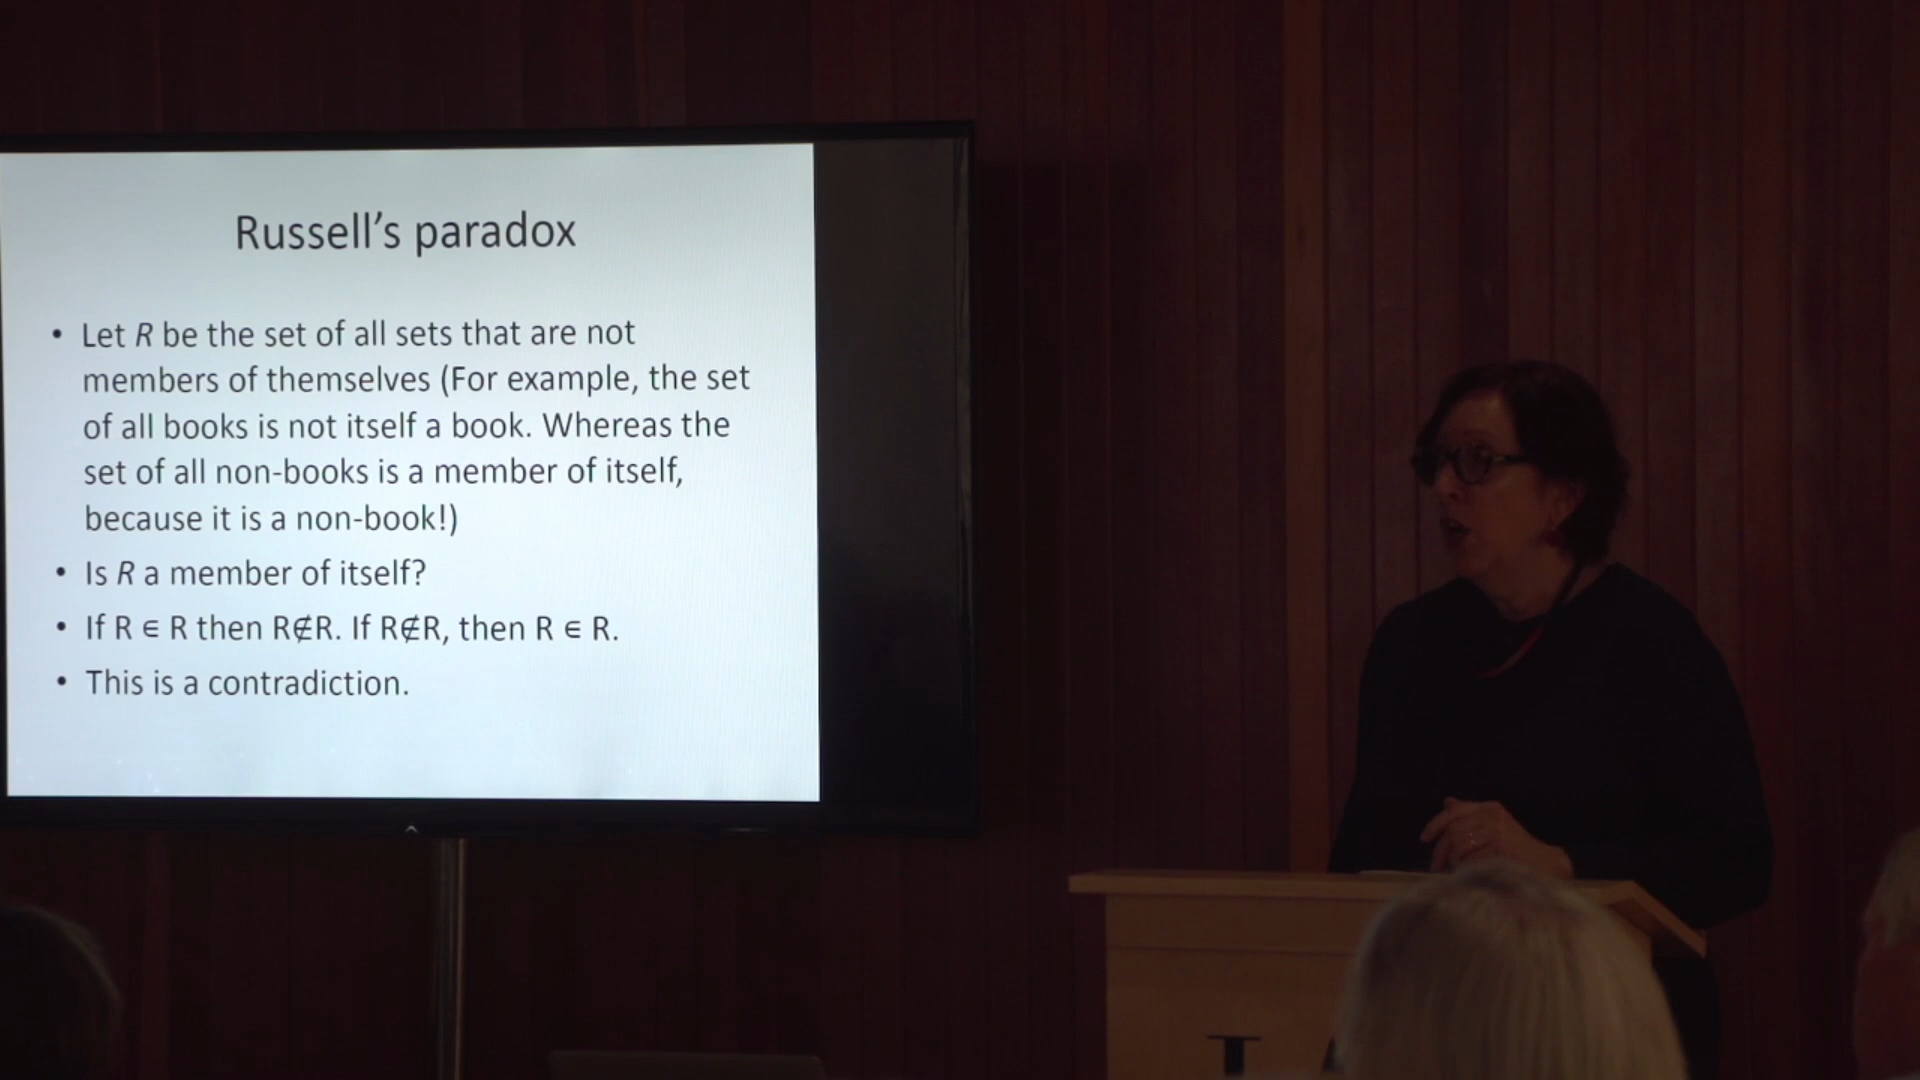 Russell’s paradox
• Let R be the set of all sets that are not
members of themselves (For example, the set
of all books is not itself a book. Whereas the
set of all non-books is a member of itself,
because it is a non-book!)
• Is R a member of itself?
• If R ∈ R then R∉R. If R∉R, then R ∈ R.
• This is a contradiction.